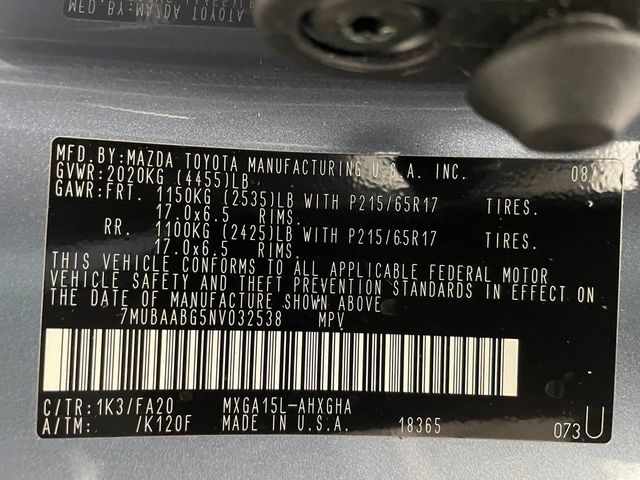 MFD.BY:MAZDA TOYOTA MANUFACTURING U.S.A. INC.
GVWR:2020KG (4455)LB
GAWR:FRT. 1150KG (2535)LB WITH P215/65R17 TIRES.
17.0x6.5 RIMS.
RR. 1100KG (2425)LB WITH P215/65R17 TIRES.
17.0x6.5 RIMS.
THIS VEHICLE CONFORMS TO ALL APPLICABLE FEDERAL MOTOR
VEHICLE SAFETY AND THEFT PREVENTION STANDARDS IN EFFECT ON
THE DATE OF MANUFACTURE SHOWN ABOVE.
7MUBAABG5NV032538 MPV
C/TR:1K3/FA20 MXGA15L-AHXGHA
A/TM: /K120F MADE IN U.S.A. 18365 073 U